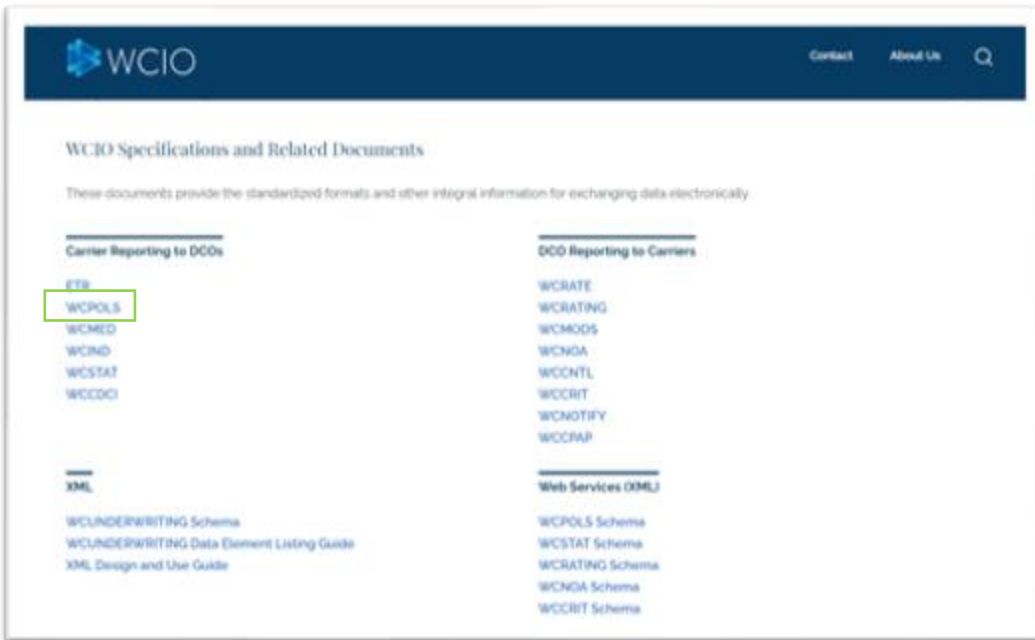 WCIO
Contact
About Us
WCIO Specifications and Related Documents
These documents provide the standardized formats and other integral information for exchanging data electronically.
Carrier Reporting to DCOs
ETR
WCPOLS
WCMED
WCIND
WCSTAT
WCCDCI
DCO Reporting to Carriers
WCRATE
WCRATING
WCMODS
WCNOA
WCCNTL
WCCRIT
WCNOTIFY
WCCPAP
XML
WCUNDERWRITING Schema
WCUNDERWRITING Data Element Listing Guide
XML Design and Use Guide
Web Services (XML)
WCPOLS Schema
WCSTAT Schema
WCRATING Schema
WCNOA Schema
WCCRIT Schema